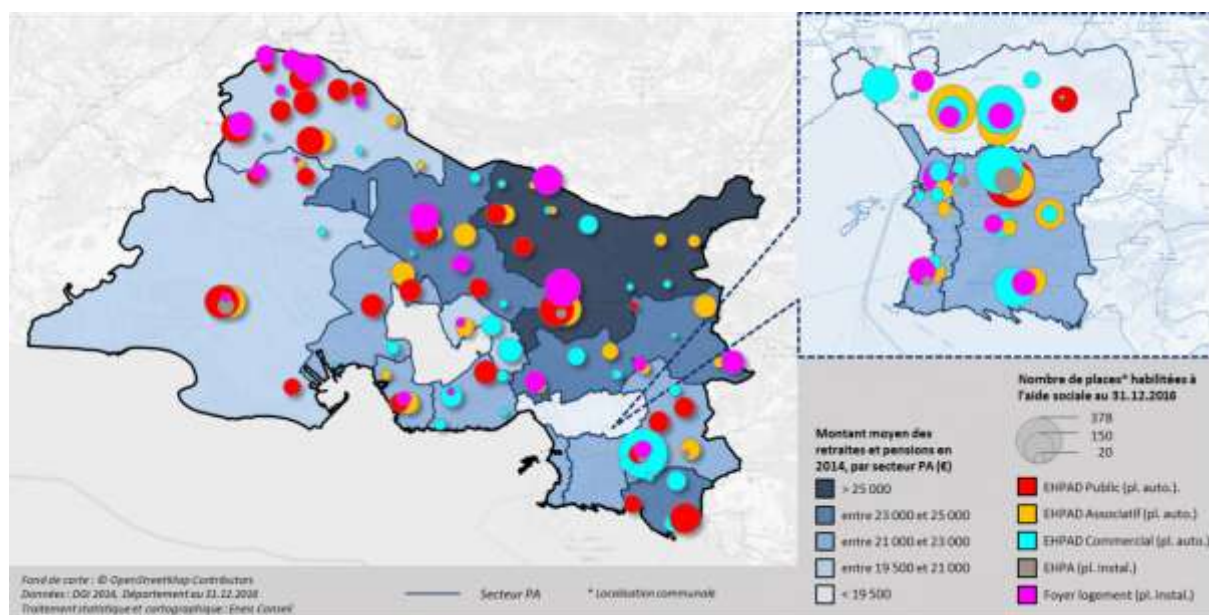 Montant moyen des
retraites et pensions en
2014, par secteur PA (€)
> 25 000
entre 23 000 et 25 000
entre 21 000 et 23 000
entre 19 500 et 21 000
< 19 500
Nombre de places* habilitées à
l'aide sociale au 31.12.2016
378
150
20
EHPAD Public (pl. auto.).
EHPAD Associatif (pl. auto.)
EHPAD Commercial (pl. auto.)
EHPA (pl. instal.)
Foyer logement (pl. instal.)
Fond de carte : © OpenStreetMap Contributors
Données : DGI 2014, Département au 31.12.2016
Traitement statistique et cartographique : Eneis Conseil
Secteur PA
* Localisation communale